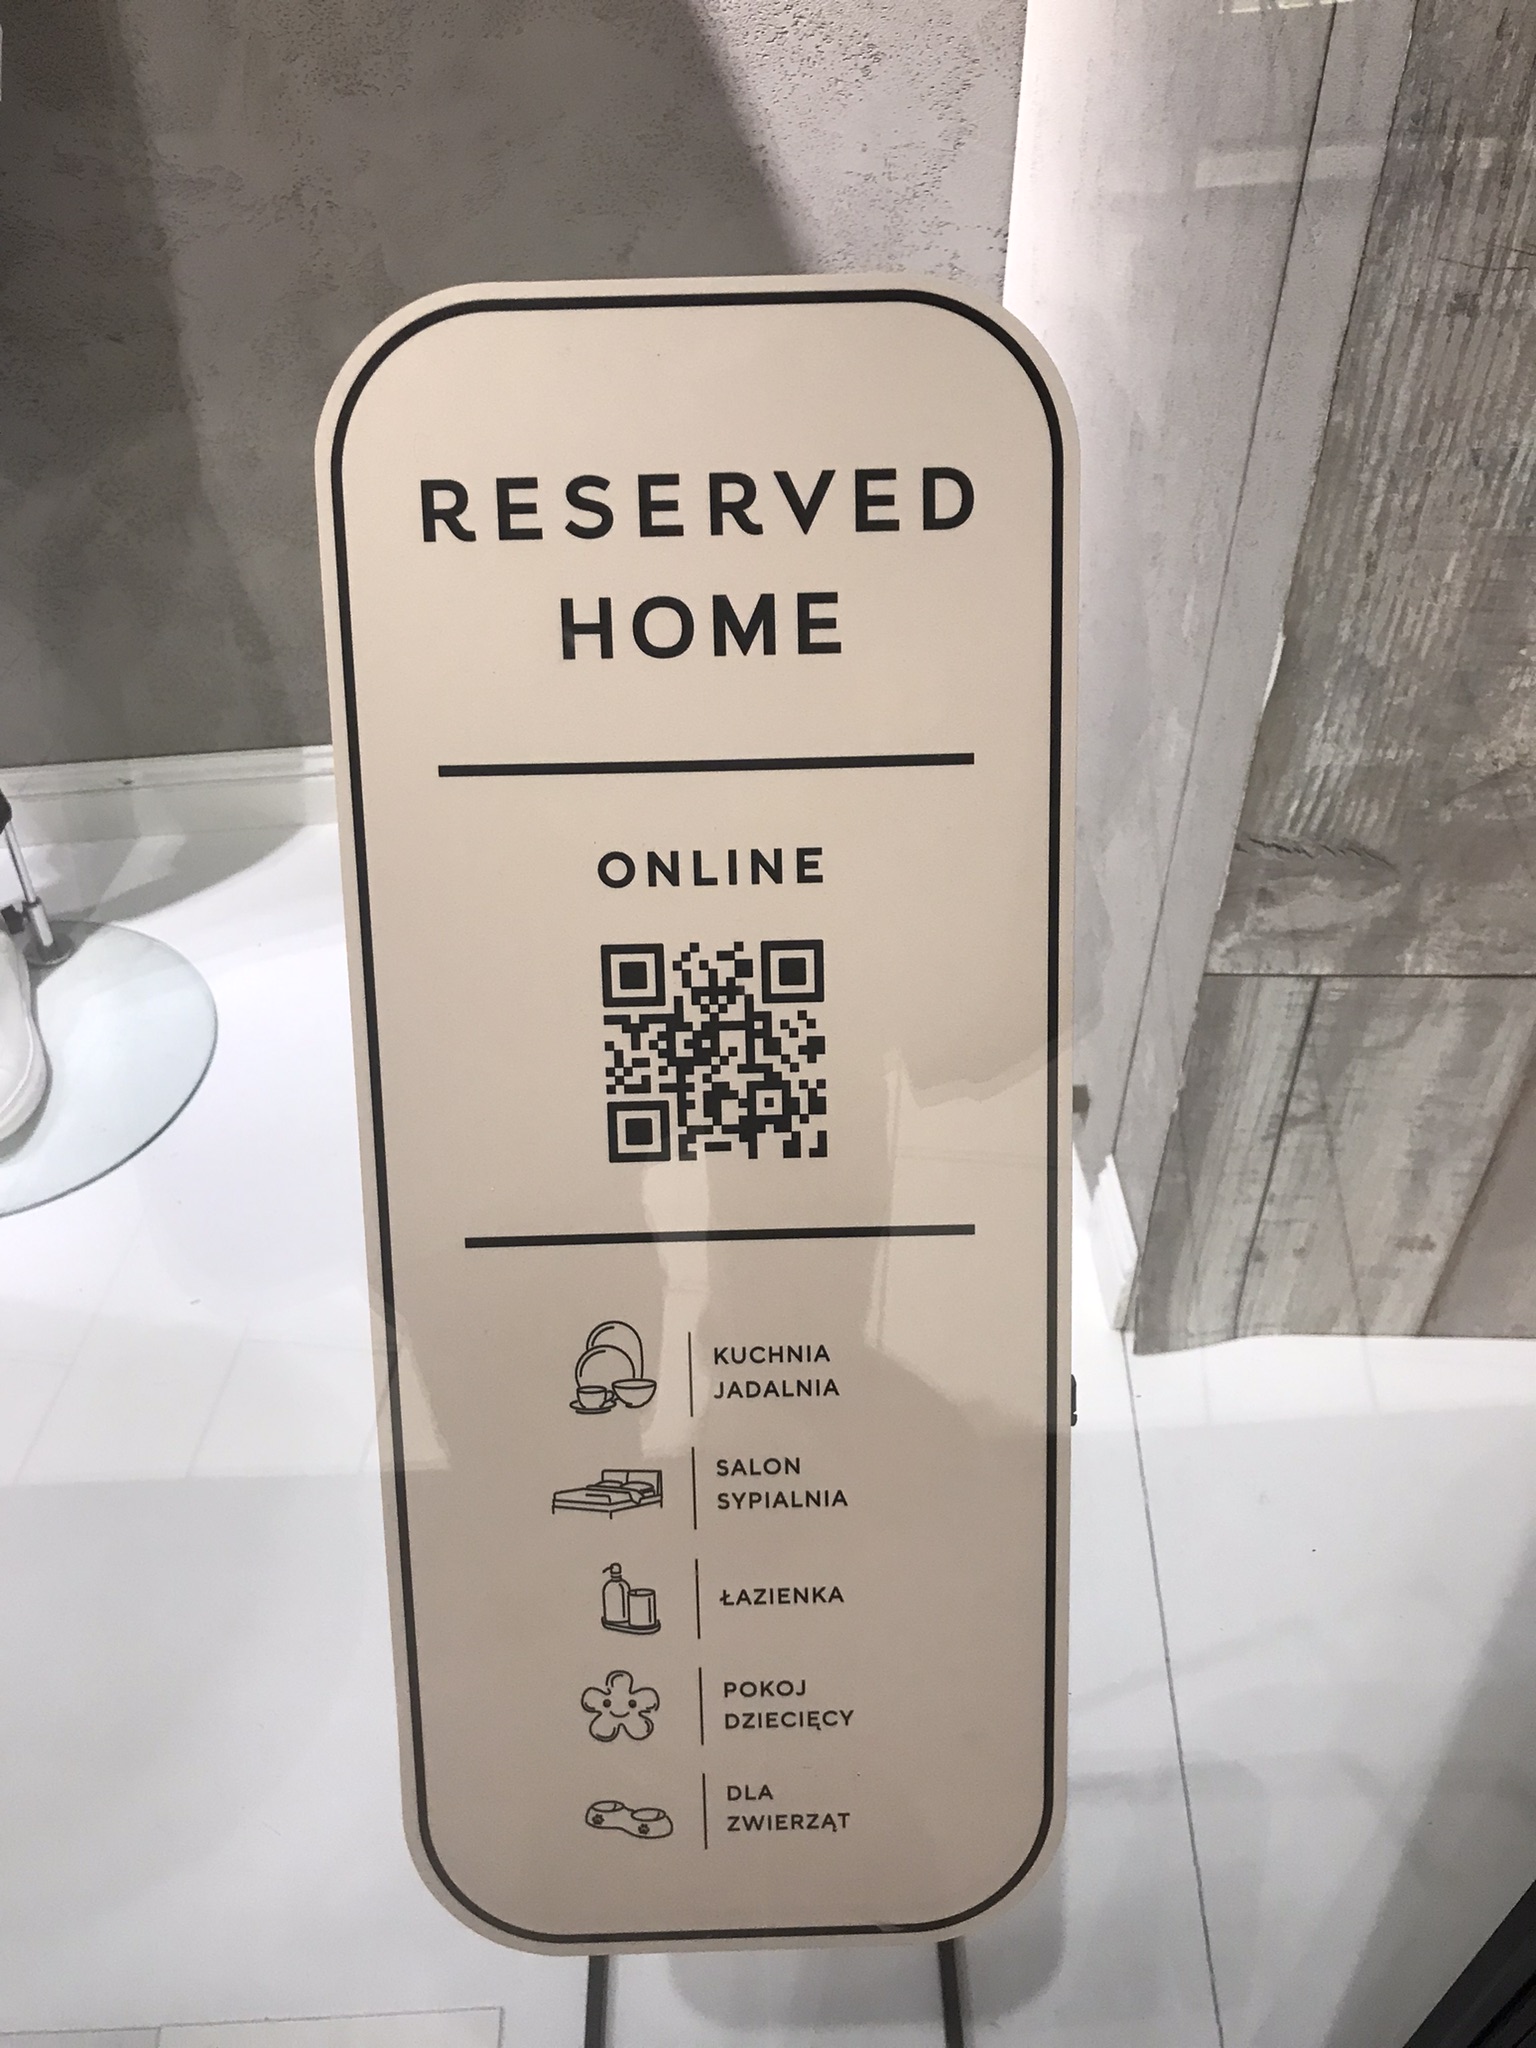 RESERVED
HOME
ONLINE
KUCHNIA
JADALNIA
SALON
SYPIALNIA
ŁAZIENKA
POKOJ
DZIECIĘCY
DLA
ZWIERZĄT